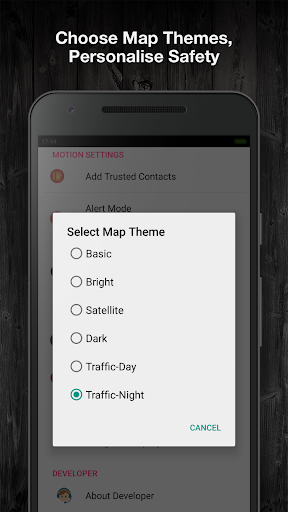 Choose Map Themes,
Personalise Safety
MOTION SETTINGS
Add Trusted Contacts
Alert Mode
Select Map Theme
Basic
Bright
Satellite
Dark
Traffic-Day
Traffic-Night
CANCEL
DEVELOPER
About Developer